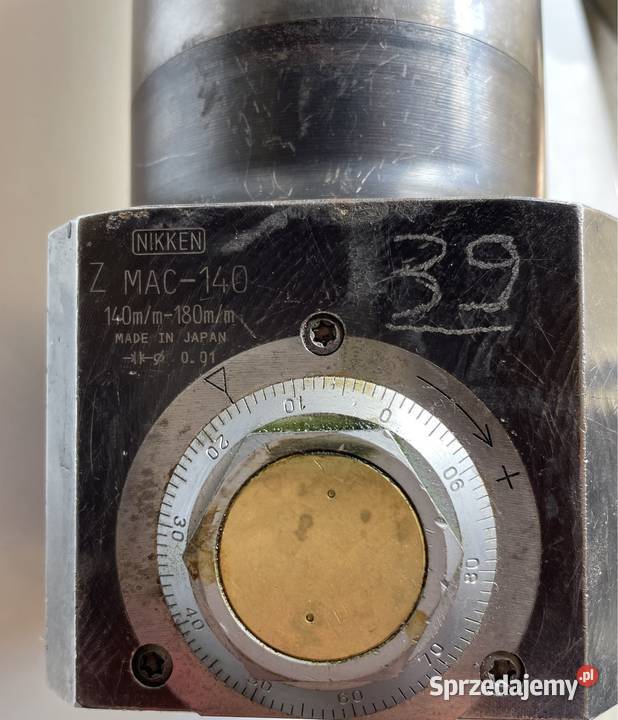 NIKKEN
Z MAC-140
39
140m/m-180m/m
MADE IN JAPAN
⌀ 0.01
0
10
20
30
40
50
60
70
80
90
+
Sprzedajemy.pl